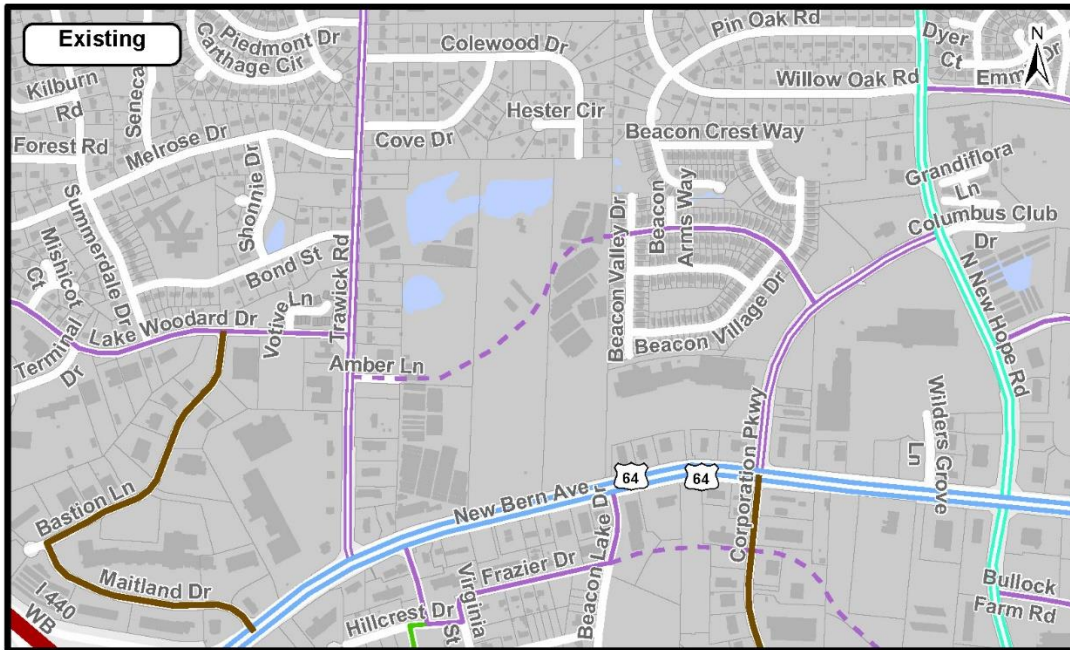 Existing
Piedmont Dr
Carthage Cir
Seneca
Kilburn
Rd
Forest Rd
Melrose Dr
Summerdale Dr
Shonnie Dr
Mishicot
Ct
Bond St
Lake Woodard Dr
Terminal
Dr
Votive Ln
Trawick Rd
Amber Ln
Colewood Dr
Hester Cir
Cove Dr
Pin Oak Rd
Dyer
Ct
Willow Oak Rd
N
Beacon Crest Way
Beacon
Arms Way
Beacon Valley Dr
Beacon Village Dr
Grandiflora
Ln
Columbus Club
Dr
N New Hope Rd
Wilders Grove
Ln
Corporation Pkwy
64
64
New Bern Ave
Bastion Ln
Maitland Dr
I 440
WB
Hillcrest Dr
Virginia
St
Frazier Dr
Beacon Lake Dr
Bullock
Farm Rd